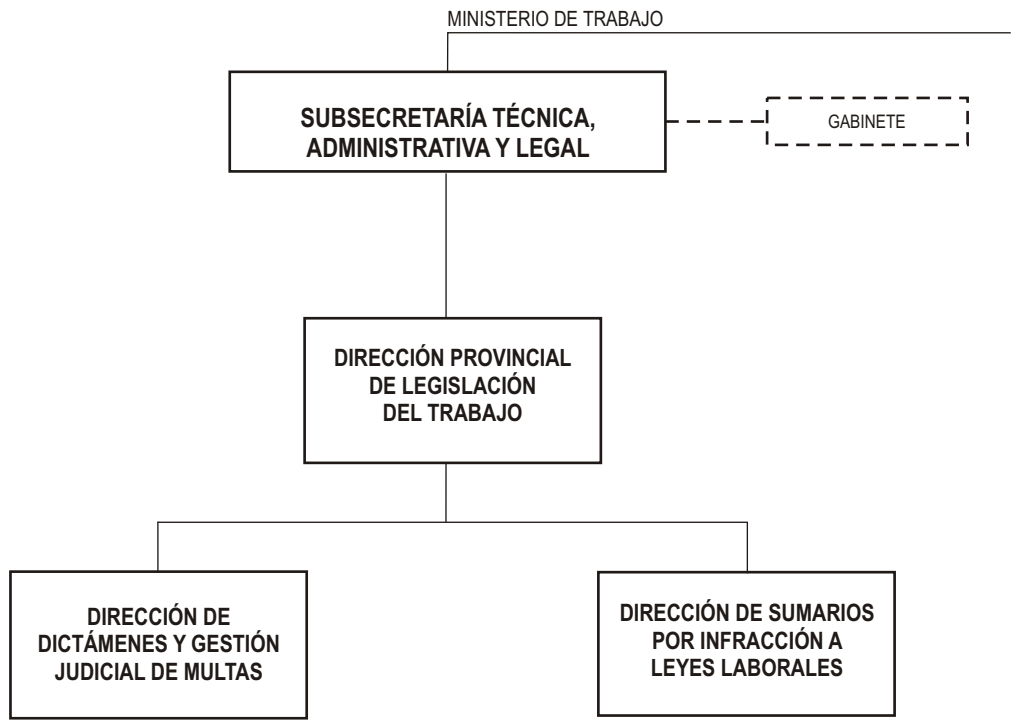 MINISTERIO DE TRABAJO
SUBSECRETARÍA TÉCNICA,
ADMINISTRATIVA Y LEGAL
GABINETE
DIRECCIÓN PROVINCIAL
DE LEGISLACIÓN
DEL TRABAJO
DIRECCIÓN DE
DICTÁMENES Y GESTIÓN
JUDICIAL DE MULTAS
DIRECCIÓN DE SUMARIOS
POR INFRACCIÓN A
LEYES LABORALES